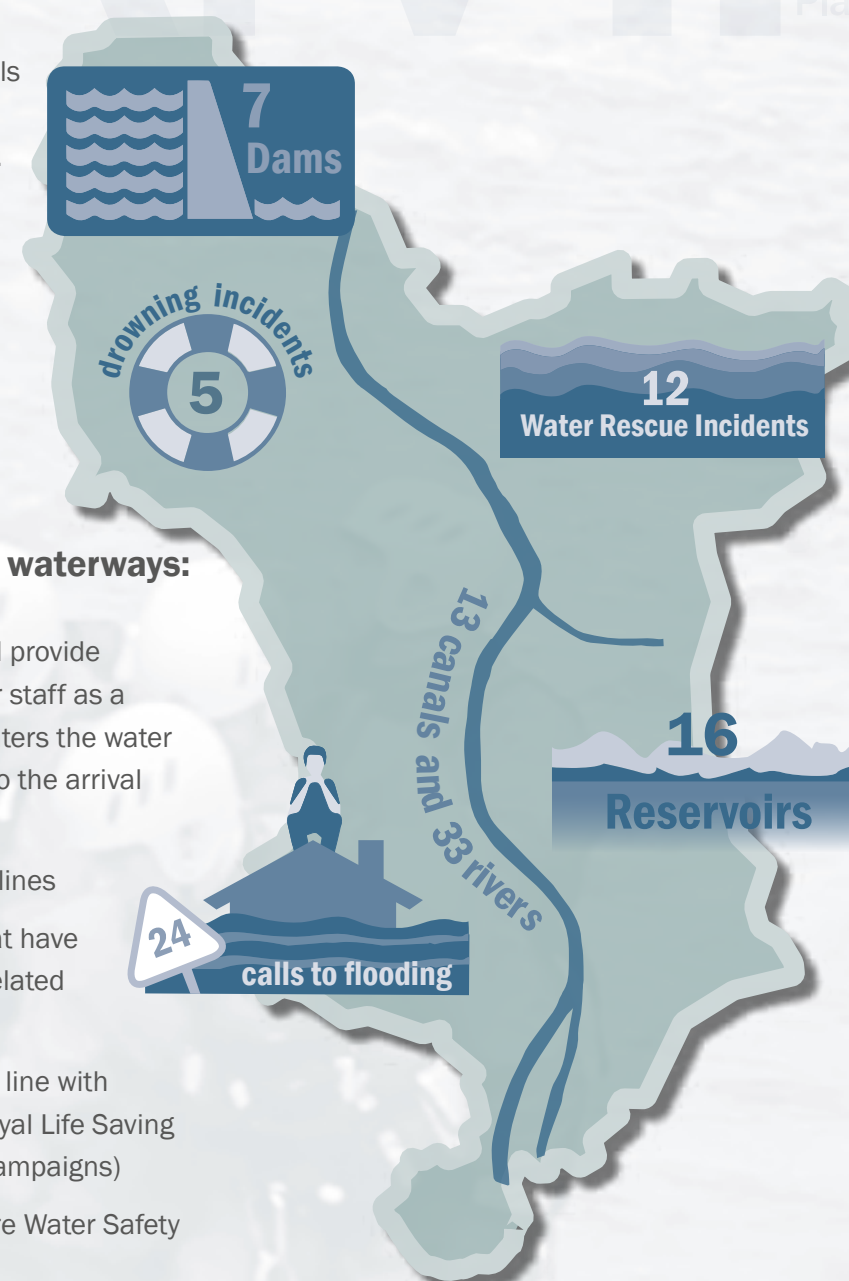 ls
7
Dams
drowning incidents
5
12
Water Rescue Incidents
waterways:
provide
staff as a
ters the water
o the arrival
13 canals and 33 rivers
16
Reservoirs
lines
at have
elated
24
calls to flooding
line with
yal Life Saving
ampaigns)
e Water Safety